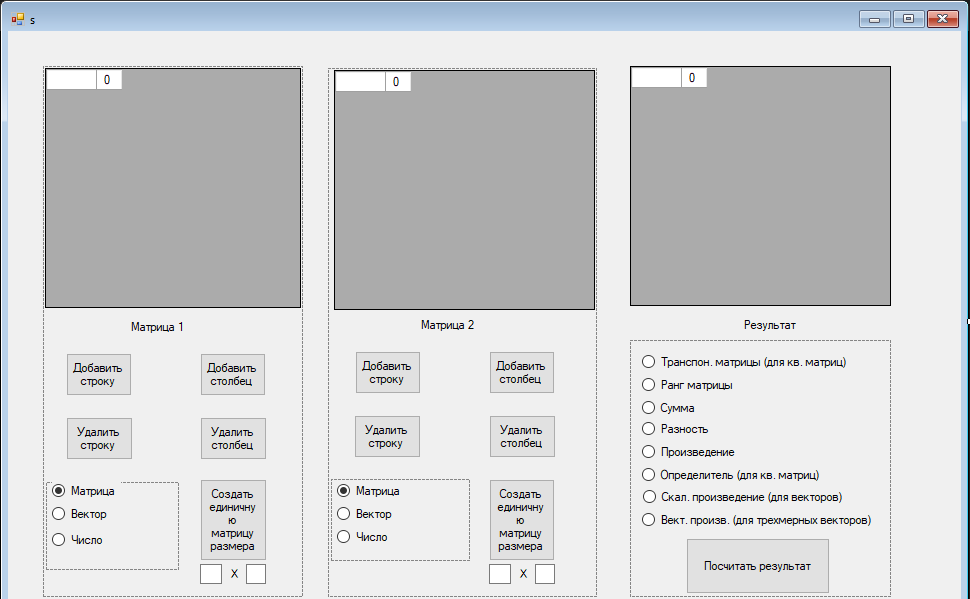 s
0
0
0
Матрица 1
Матрица 2
Результат
Добавить
строку
Добавить
столбец
Удалить
строку
Удалить
столбец
Матрица
Вектор
Число
Создать
единичну
ю
матрицу
размера
X
Добавить
строку
Добавить
столбец
Удалить
строку
Удалить
столбец
Матрица
Вектор
Число
Создать
единичну
ю
матрицу
размера
X
Транспон. матрицы (для кв. матриц)
Ранг матрицы
Сумма
Разность
Произведение
Определитель (для кв. матриц)
Скал. произведение (для векторов)
Вект. произв. (для трехмерных векторов)
Посчитать результат